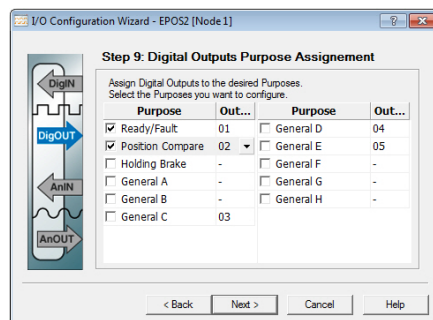 I/O Configuration Wizard - EPOS2 [Node 1]
Step 9: Digital Outputs Purpose Assignement
DigIN
DigOUT
AnIN
AnOUT
Assign Digital Outputs to the desired Purposes.
Select the Purposes you want to configure.
Purpose Out... Purpose Out...
Ready/Fault 01 General D 04
Position Compare 02 General E 05
Holding Brake - General F -
General A - General G -
General B - General H -
General C 03
< Back Next > Cancel Help